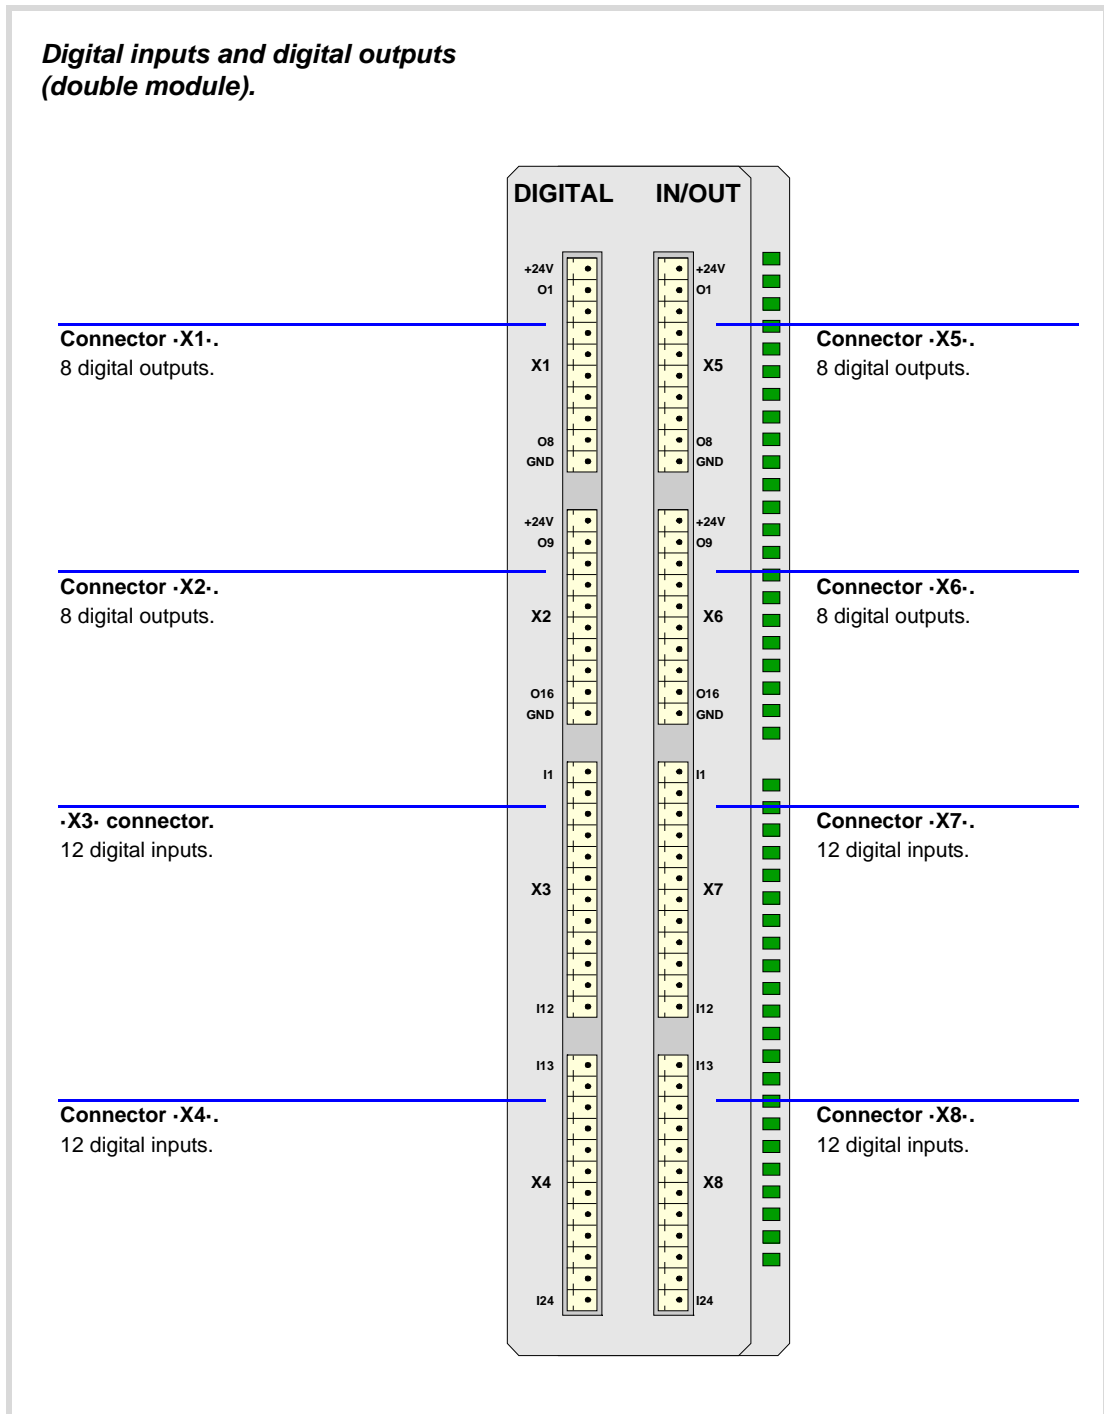 Digital inputs and digital outputs
(double module).
DIGITAL IN/OUT
+24V +24V
O1 O1
Connector ·X1·. Connector ·X5·.
8 digital outputs. X1 X5 8 digital outputs.
O8 O8
GND GND
+24V +24V
O9 O9
Connector ·X2·. Connector ·X6·.
8 digital outputs. X2 X6 8 digital outputs.
O16 O16
GND GND
I1 I1
·X3· connector. Connector ·X7·.
12 digital inputs. 12 digital inputs.
X3 X7
I12 I12
I13 I13
Connector ·X4·. Connector ·X8·.
12 digital inputs. 12 digital inputs.
X4 X8
I24 I24